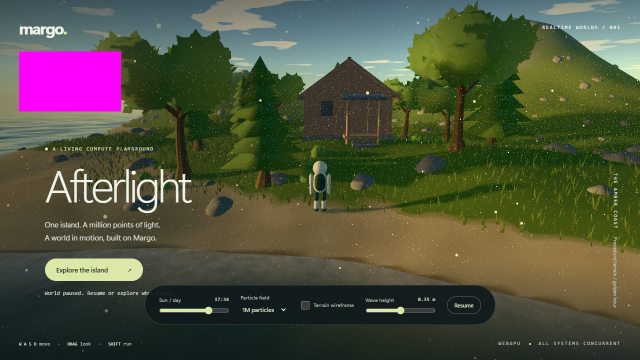 margo.
REALTIME WORLDS / 001
A LIVING COMPUTE PLAYGROUND
Afterlight
One island. A million points of light.
A world in motion, built on Margo.
Explore the island ↗
World paused. Resume or explore
Sun / day 17:34
Particle field
1M particles
Terrain wireframe
Wave height 0.35 m
Resume
THE AMBER COAST
W A S D move · DRAG look · SHIFT run
WEBGPU • ALL SYSTEMS CONCURRENT